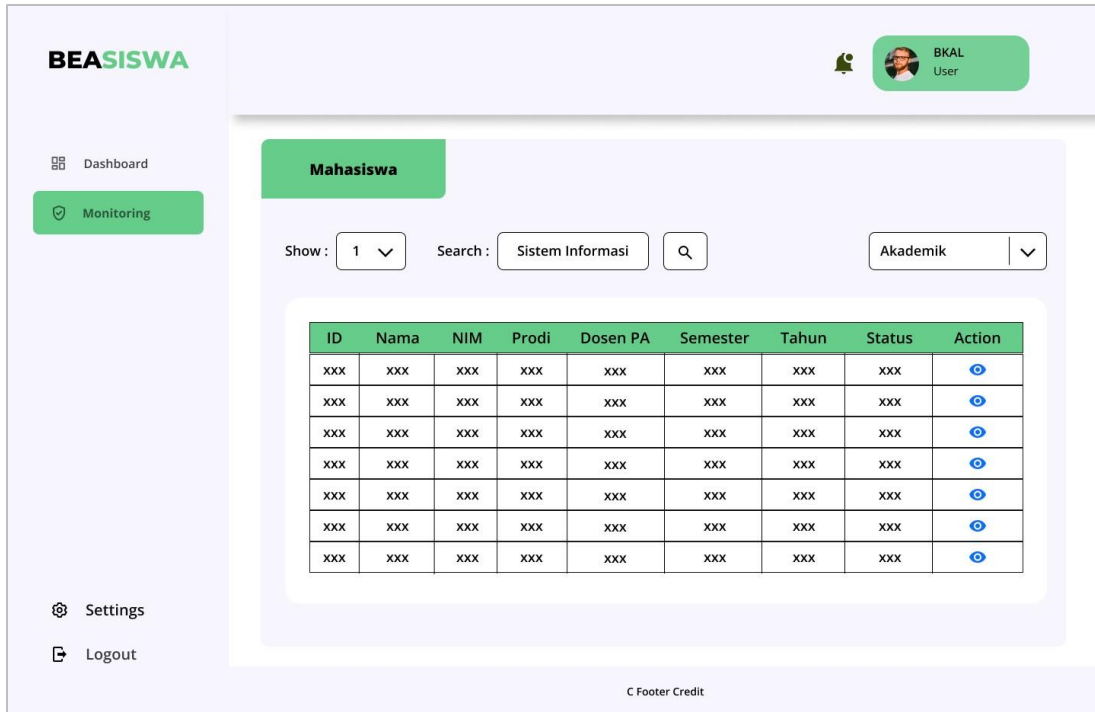 BEASISWA
BKAL
User
Dashboard
Monitoring
Mahasiswa
Show : 1 Search : Sistem Informasi Akademik
ID Nama NIM Prodi Dosen PA Semester Tahun Status Action
xxx xxx xxx xxx xxx xxx xxx xxx
xxx xxx xxx xxx xxx xxx xxx xxx
xxx xxx xxx xxx xxx xxx xxx xxx
xxx xxx xxx xxx xxx xxx xxx xxx
xxx xxx xxx xxx xxx xxx xxx xxx
xxx xxx xxx xxx xxx xxx xxx xxx
xxx xxx xxx xxx xxx xxx xxx xxx
Settings
Logout
C Footer Credit